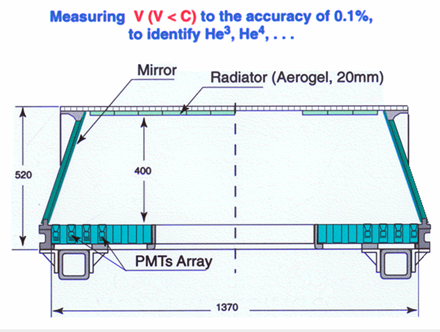 Measuring V (V < C) to the accuracy of 0.1%,
to identify He³, He⁴, . . .
Mirror
Radiator (Aerogel, 20mm)
520
400
PMTs Array
1370